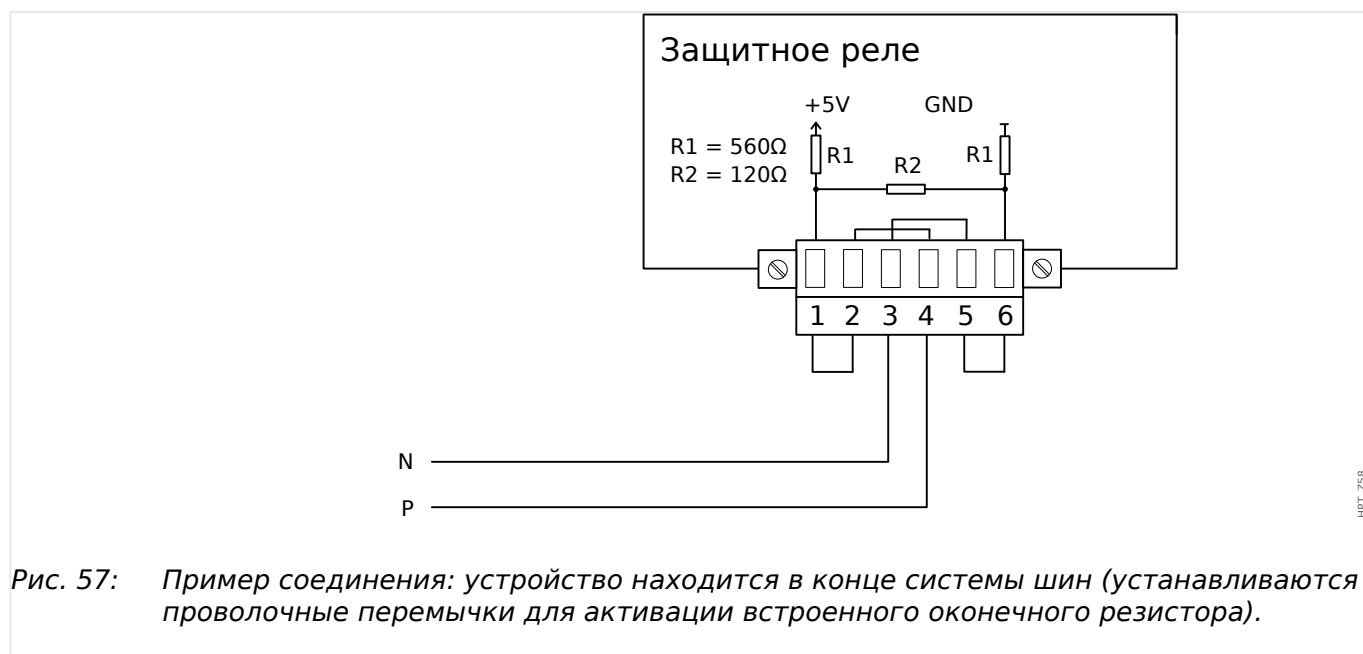 Защитное реле
+5V GND
R1 = 560Ω
R2 = 120Ω
R1 R2 R1
1 2 3 4 5 6
N
P
HPT_Z58
Рис. 57: Пример соединения: устройство находится в конце системы шин (устанавливаются
проволочные перемычки для активации встроенного оконечного резистора).